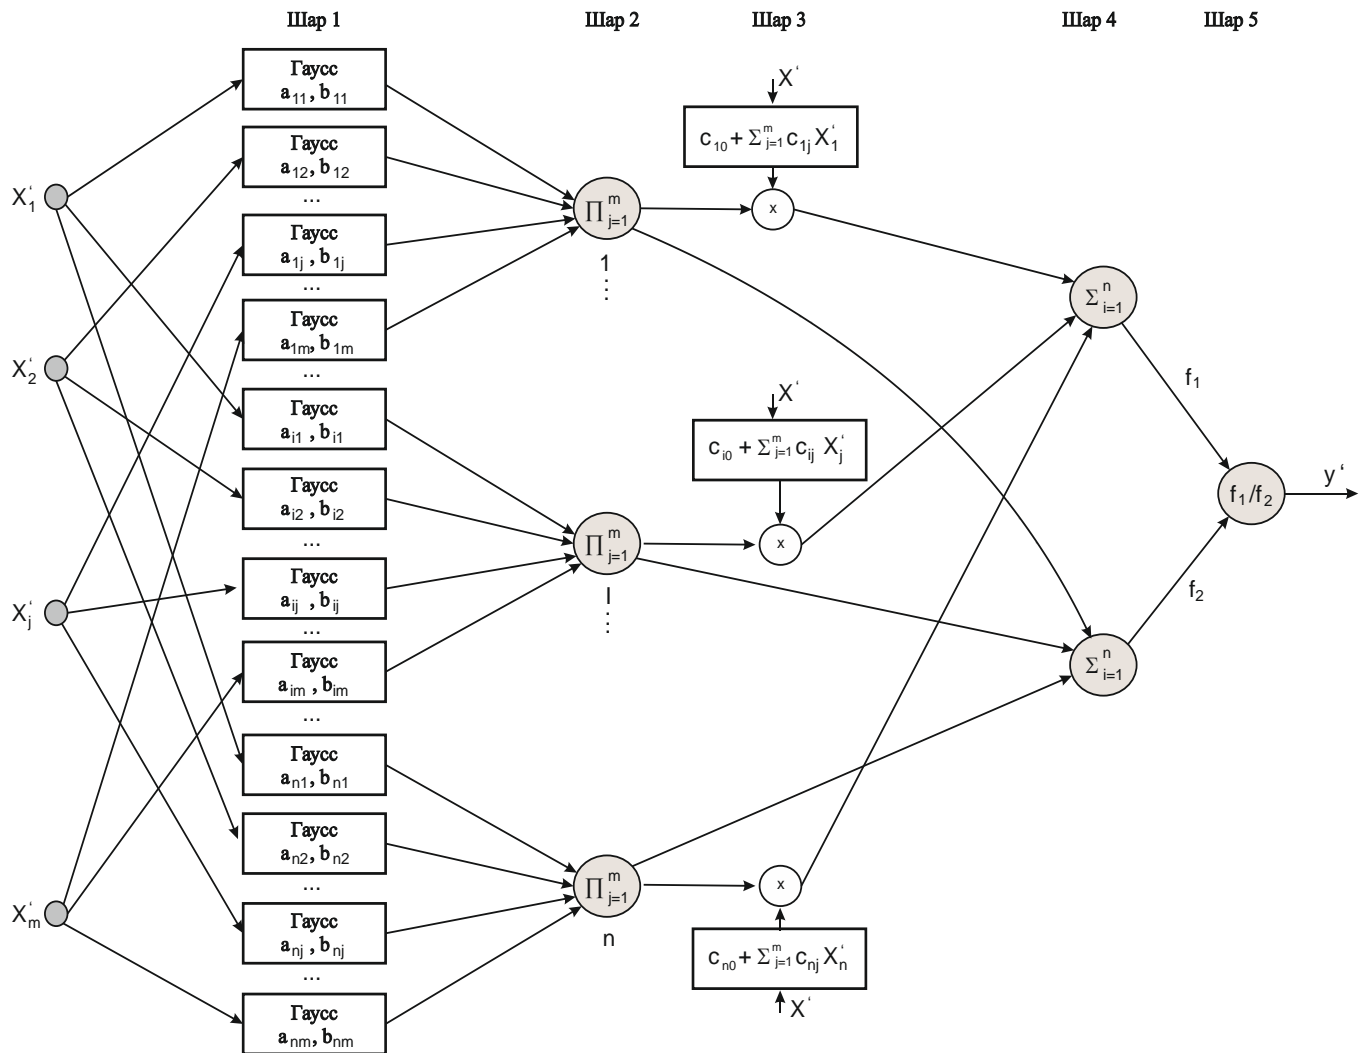 Шар 1 Шар 2 Шар 3 Шар 4 Шар 5
X'₁
X'₂
X'ⱼ
X'ₘ
Гаусс
a₁₁, b₁₁
Гаусс
a₁₂, b₁₂
...
Гаусс
a₁ⱼ, b₁ⱼ
...
Гаусс
a₁ₘ, b₁ₘ
...
Гаусс
aᵢ₁, bᵢ₁
Гаусс
aᵢ₂, bᵢ₂
...
Гаусс
aᵢⱼ, bᵢⱼ
...
Гаусс
aᵢₘ, bᵢₘ
...
Гаусс
aₙ₁, bₙ₁
Гаусс
aₙ₂, bₙ₂
...
Гаусс
aₙⱼ, bₙⱼ
...
Гаусс
aₙₘ, bₙₘ
∏ᵐⱼ₌₁
1
⋮
∏ᵐⱼ₌₁
I
⋮
∏ᵐⱼ₌₁
n
X'
c₁₀ + Σᵐⱼ₌₁ c₁ⱼ X'₁
x
X'
cᵢ₀ + Σᵐⱼ₌₁ cᵢⱼ X'ⱼ
x
x
cₙ₀ + Σᵐⱼ₌₁ cₙⱼ X'ₙ
X'
Σⁿᵢ₌₁
Σⁿᵢ₌₁
f₁
f₂
f₁/f₂
y'